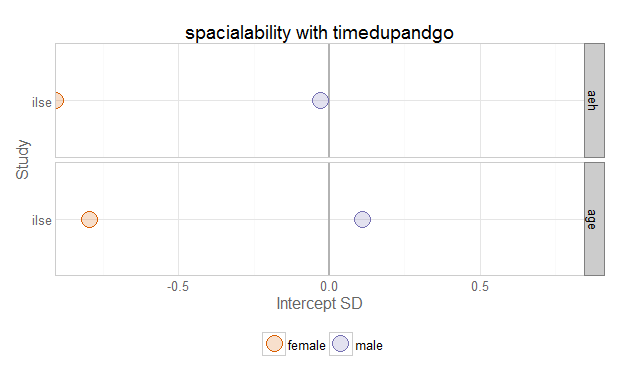 spacialability with timedupandgo
Study
ilse
aeh
ilse
age
-0.5 0.0 0.5
Intercept SD
female male